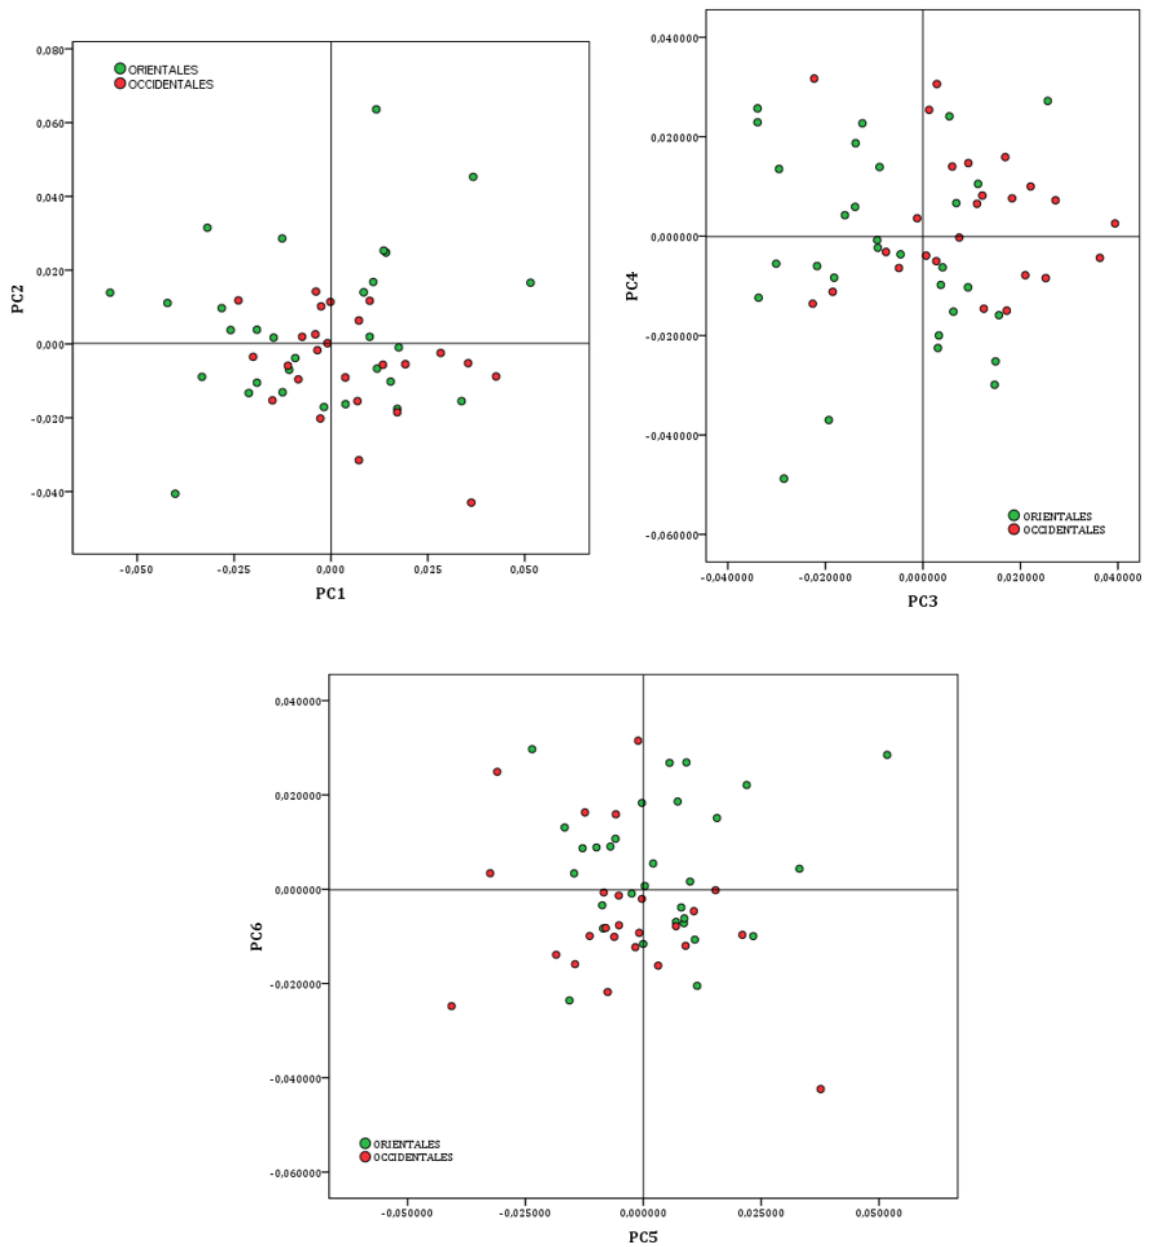 0,080
0,060
0,040
0,020
0,000
-0,020
-0,040
PC2
ORIENTALES
OCCIDENTALES
-0,050 -0,025 0,000 0,025 0,050
PC1
0,040000
0,020000
0,000000
-0,020000
-0,040000
-0,060000
PC4
ORIENTALES
OCCIDENTALES
-0,040000 -0,020000 0,000000 0,020000 0,040000
PC3
0,040000
0,020000
0,000000
-0,020000
-0,040000
-0,060000
PC6
ORIENTALES
OCCIDENTALES
-0,050000 -0,025000 0,000000 0,025000 0,050000
PC5